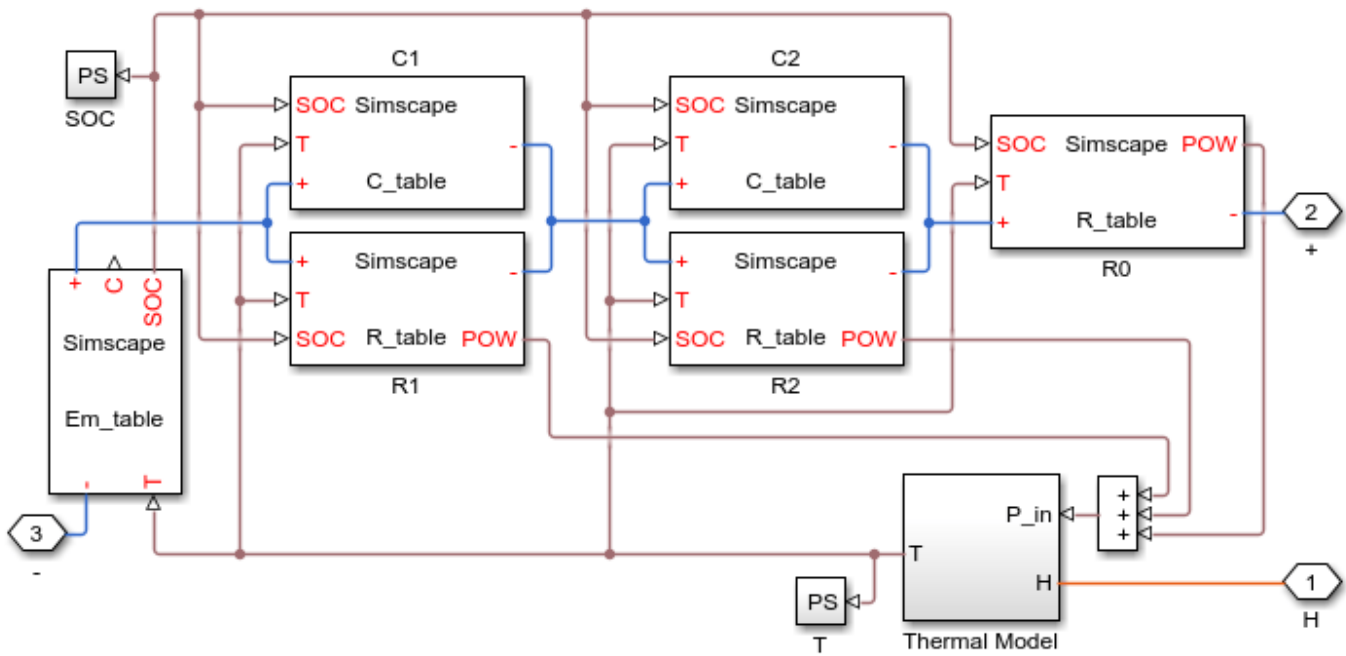 C1
C2
PS
SOC
SOC Simscape
T
-
+ C_table
SOC Simscape
T
-
+ C_table
SOC Simscape POW
T
+ R_table -
R0
2
+
+ Simscape
-
T
SOC R_table POW
R1
+ Simscape
-
T
SOC R_table POW
R2
+ C SOC
Simscape
Em_table
- T
3
-
P_in
T
H
Thermal Model
+
+
+
PS
T
1
H